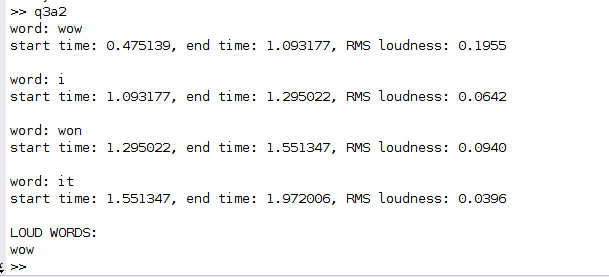 >> q3a2
word: wow
start time: 0.475139, end time: 1.093177, RMS loudness: 0.1955
word: i
start time: 1.093177, end time: 1.295022, RMS loudness: 0.0642
word: won
start time: 1.295022, end time: 1.551347, RMS loudness: 0.0940
word: it
start time: 1.551347, end time: 1.972006, RMS loudness: 0.0396
LOUD WORDS:
wow
>>